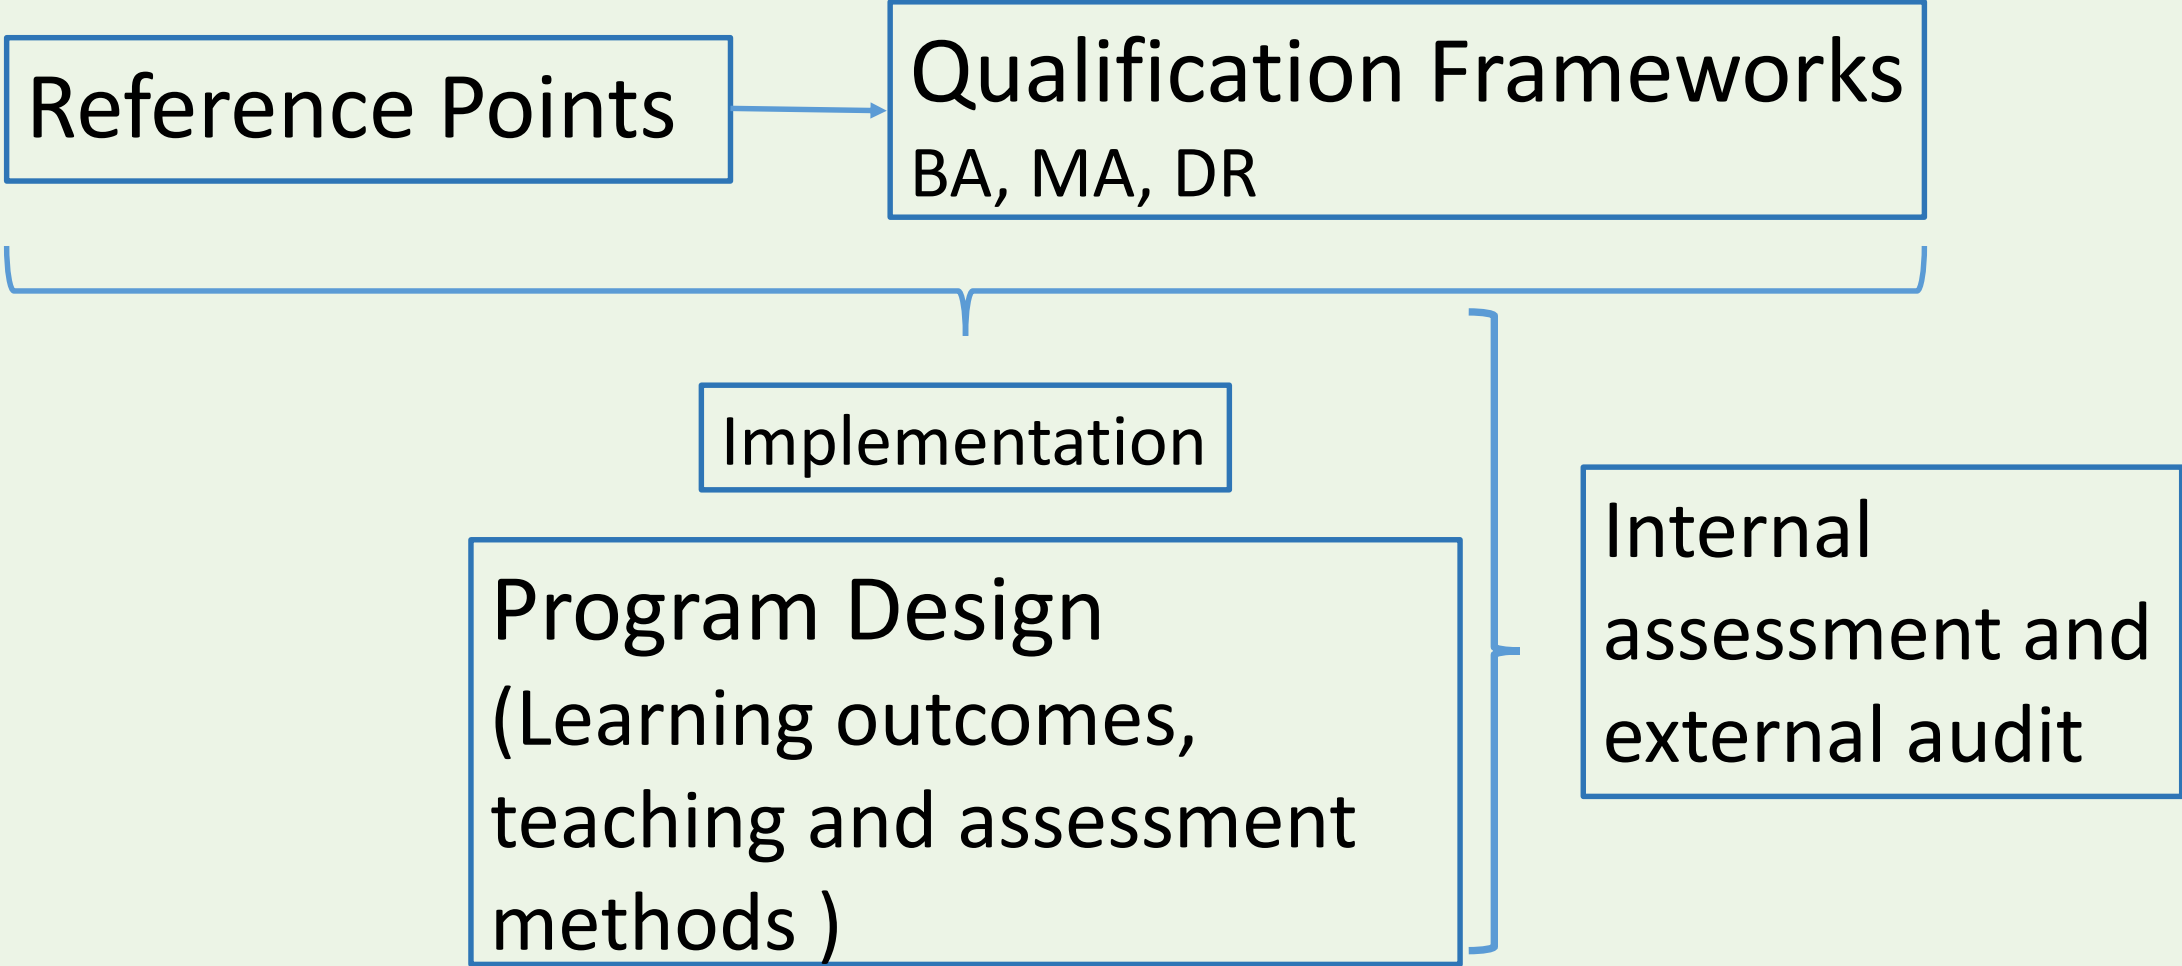 Reference Points
Qualification Frameworks
BA, MA, DR
Implementation
Program Design
(Learning outcomes,
teaching and assessment
methods )
Internal
assessment and
external audit